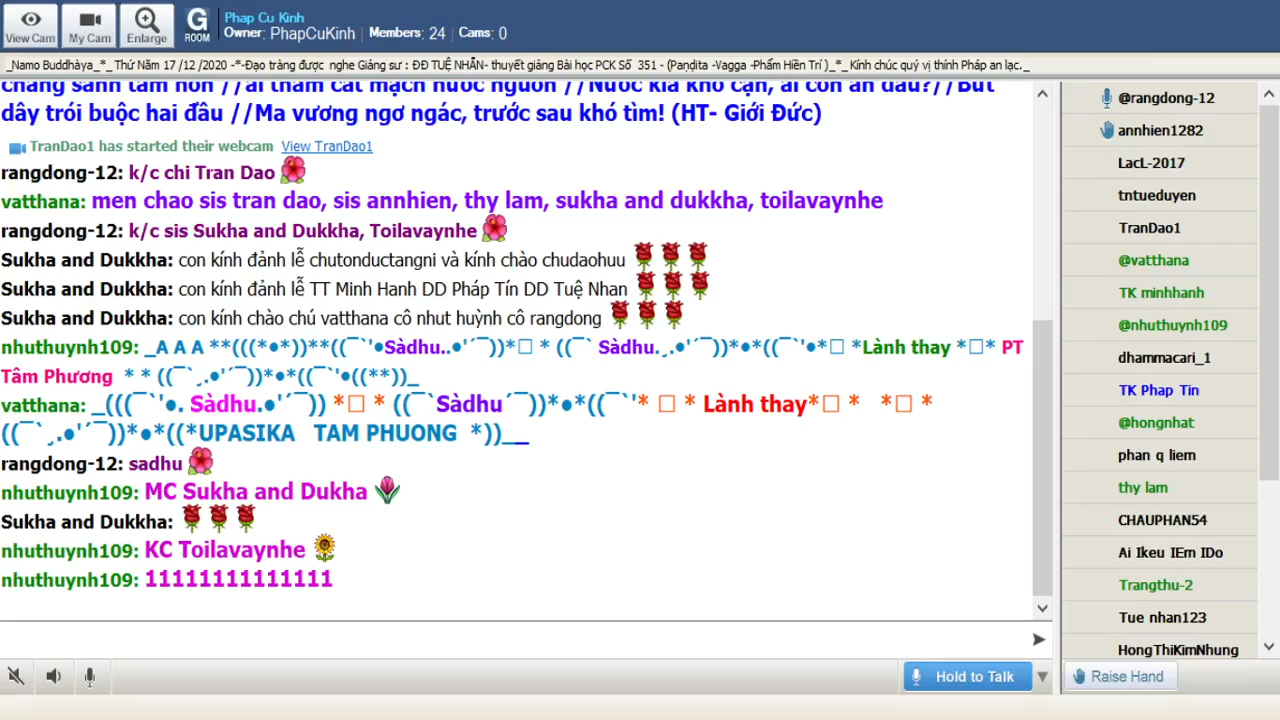 View Cam
My Cam
Enlarge
G
ROOM
Phap Cu Kinh
Owner: PhapCuKinh | Members: 24 | Cams: 0
_Namo Buddhàya_*_ Thứ Năm 17 /12 /2020 -*-Đạo tràng được nghe Giảng sư : ĐĐ TUỆ NHẪN- thuyết giảng Bài học PCK Số 351 - (Paṇḍita -Vagga -Phẩm Hiền Trí )_*_ Kính chúc quý vị thính Pháp an lạc._
dây trói buộc hai đầu //Ma vương ngơ ngác, trước sau khó tìm! (HT- Giới Đức)
TranDao1 has started their webcam View TranDao1
rangdong-12: k/c chi Tran Dao
vatthana: men chao sis tran dao, sis annhien, thy lam, sukha and dukkha, toilavaynhe
rangdong-12: k/c sis Sukha and Dukkha, Toilavaynhe
Sukha and Dukkha: con kính đảnh lễ chutonductangni và kính chào chudaohuu
Sukha and Dukkha: con kính đảnh lễ TT Minh Hanh DD Pháp Tín DD Tuệ Nhan
Sukha and Dukkha: con kính chào chú vatthana cô nhut huỳnh cô rangdong
nhuthuynh109: _A A A **(((*•*))**((¯`'•Sàdhu..•'´¯))*□ * ((¯` Sàdhu.¸.•'´¯))*•*((¯`'•*□ *Lành thay *□* PT
Tâm Phương * * ((¯`¸.•'´¯))*•*((¯`'•((**))_
vatthana: _(((¯`'•. Sàdhu.•'´¯)) *□ * ((¯`Sàdhu´¯))*•*((¯`'* □ * Lành thay*□ * *□ *
((¯`¸.•'´¯))*•*((*UPASIKA TAM PHUONG *))__
rangdong-12: sadhu
nhuthuynh109: MC Sukha and Dukha
Sukha and Dukkha:
nhuthuynh109: KC Toilavaynhe
nhuthuynh109: 11111111111111
Hold to Talk
@rangdong-12
annhien1282
LacL-2017
tntueduyen
TranDao1
@vatthana
TK minhhanh
@nhuthuynh109
dhammacari_1
TK Phap Tin
@hongnhat
phan q liem
thy lam
CHAUPHAN54
Ai Ikeu IEm IDo
Trangthu-2
Tue nhan123
HongThiKimNhung
Raise Hand